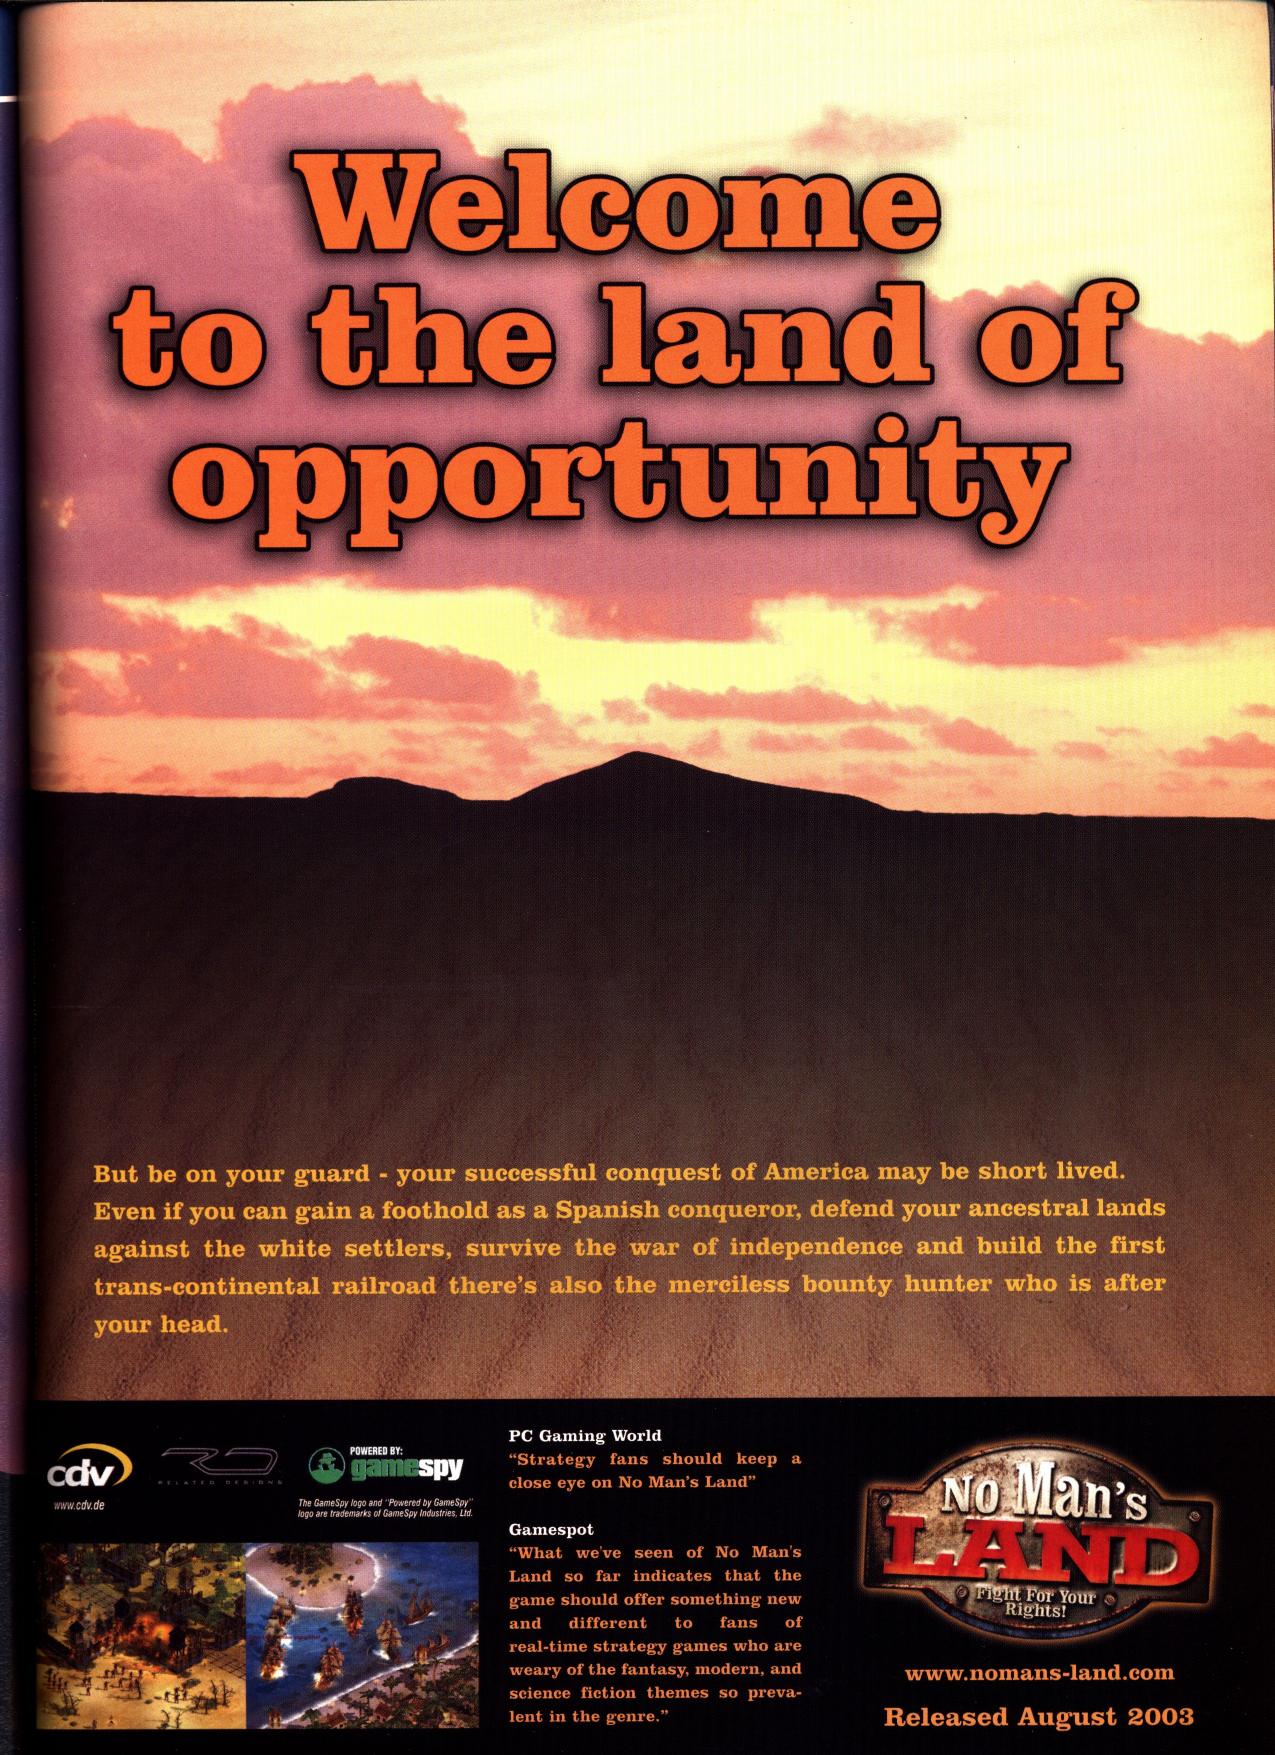 Welcome
to the land of
opportunity
But be on your guard - your successful conquest of America may be short lived.
Even if you can gain a foothold as a Spanish conqueror, defend your ancestral lands
against the white settlers, survive the war of independence and build the first
trans-continental railroad there's also the merciless bounty hunter who is after
your head.
cdv
www.cdv.de
RELATED DESIGNS
POWERED BY:
gamespy
The GameSpy logo and "Powered by GameSpy"
logo are trademarks of GameSpy Industries, Ltd.
PC Gaming World
"Strategy fans should keep a
close eye on No Man's Land"
Gamespot
"What we've seen of No Man's
Land so far indicates that the
game should offer something new
and different to fans of
real-time strategy games who are
weary of the fantasy, modern, and
science fiction themes so preva-
lent in the genre."
No Man's
LAND
Fight For Your
Rights!
www.nomans-land.com
Released August 2003